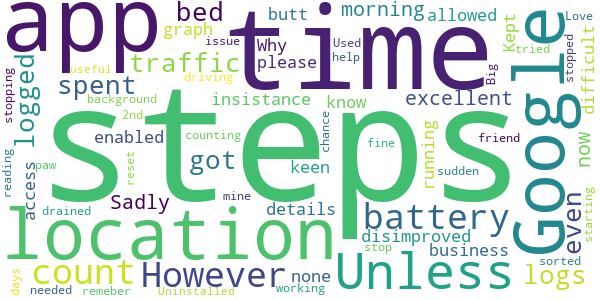 app
time
steps
Google
location
Unless
However
battery
count
logs
traffic
bed
spent
logged
got
Sadly
even
now
difficult
excellent
morning
allowed
butt
graph
issue
Why
please
Kept
Used
help
tried
stopped
Love
Big
stopping
useful
driving
background
2nd
insistance
know
enabled
counting
chance
running
friend
access
reading
paw
reset
keen
fine
sudden
mine
drained
details
disimproved
business
stop
none
working
days
needed
remeber
Uninstalled
sorted
starting